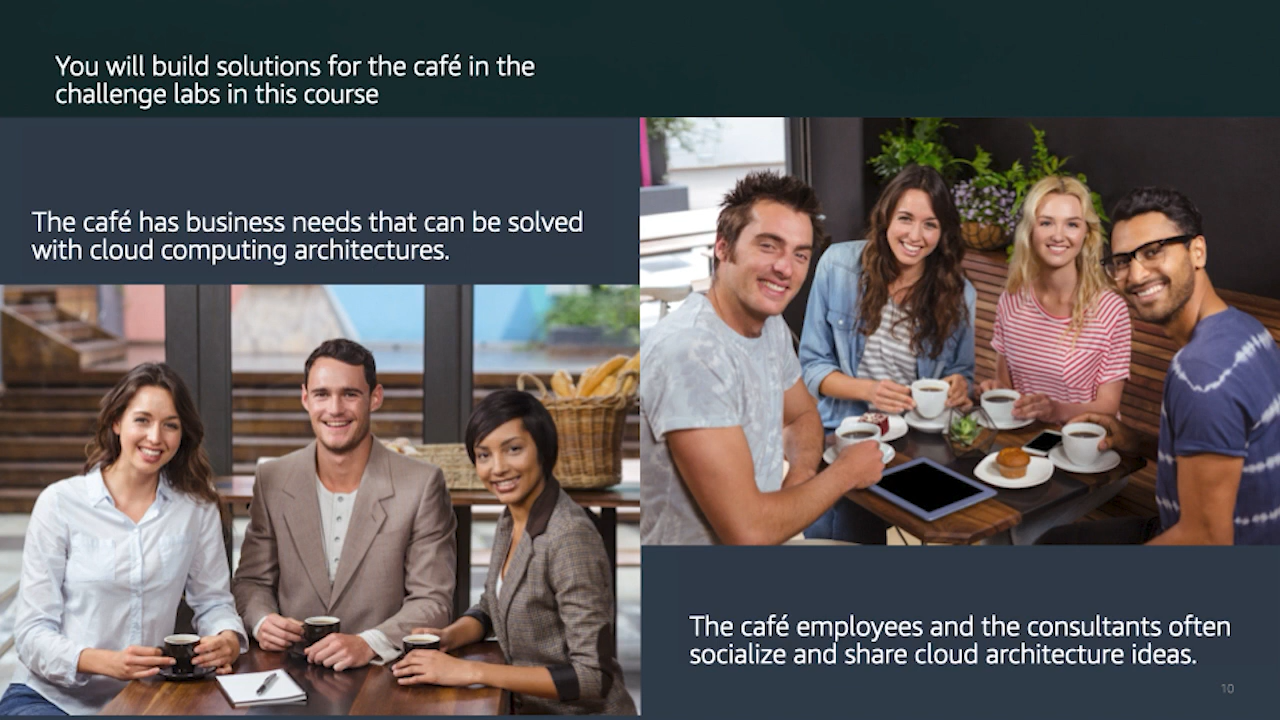 You will build solutions for the café in the
challenge labs in this course
The café has business needs that can be solved
with cloud computing architectures.
The café employees and the consultants often
socialize and share cloud architecture ideas.
10